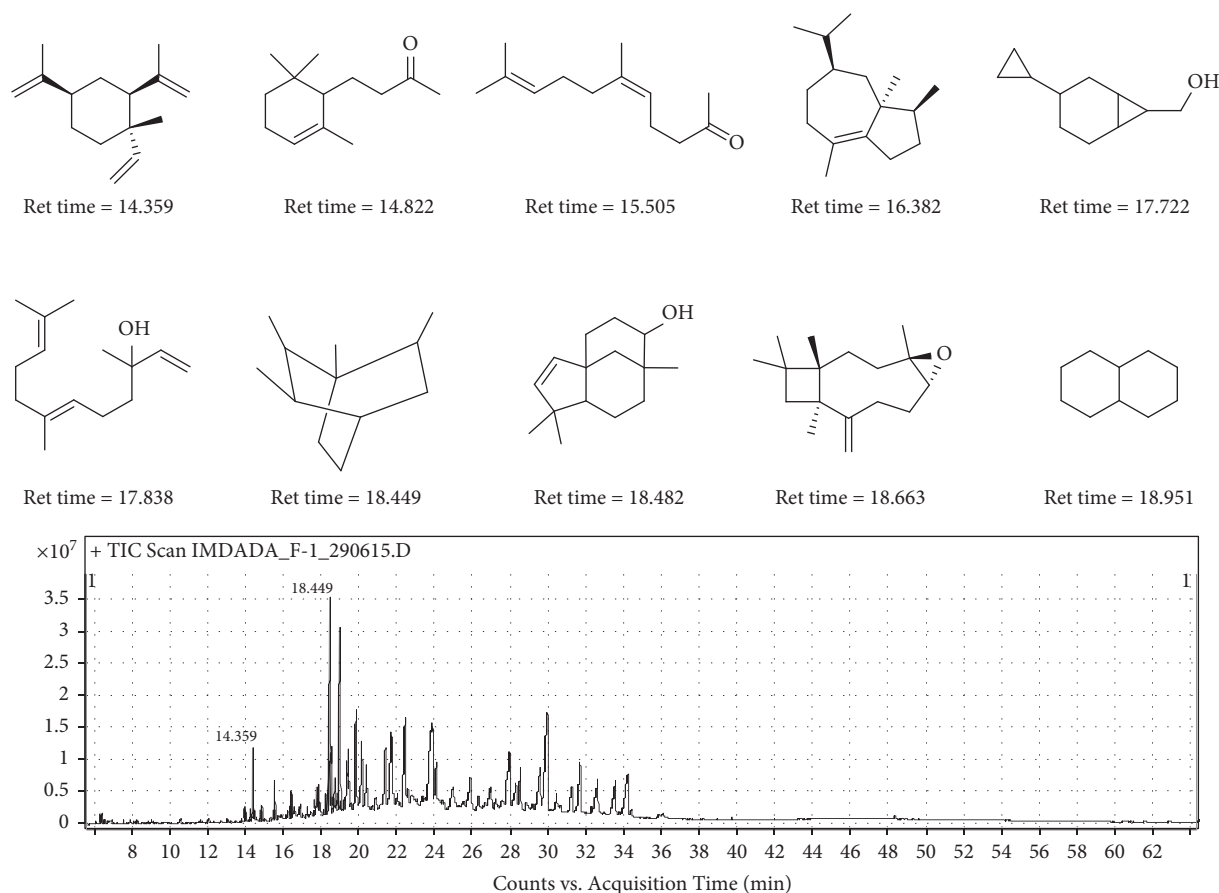 O
O
OH
Ret time = 14.359
Ret time = 14.822
Ret time = 15.505
Ret time = 16.382
Ret time = 17.722
OH
OH
O
Ret time = 17.838
Ret time = 18.449
Ret time = 18.482
Ret time = 18.663
Ret time = 18.951
×10⁷
+ TIC Scan IMDADA_F-1_290615.D
1 1
18.449
3.5
3
2.5
2
1.5
14.359
1
0.5
0
8 10 12 14 16 18 20 22 24 26 28 30 32 34 36 38 40 42 44 46 48 50 52 54 56 58 60 62
Counts vs. Acquisition Time (min)